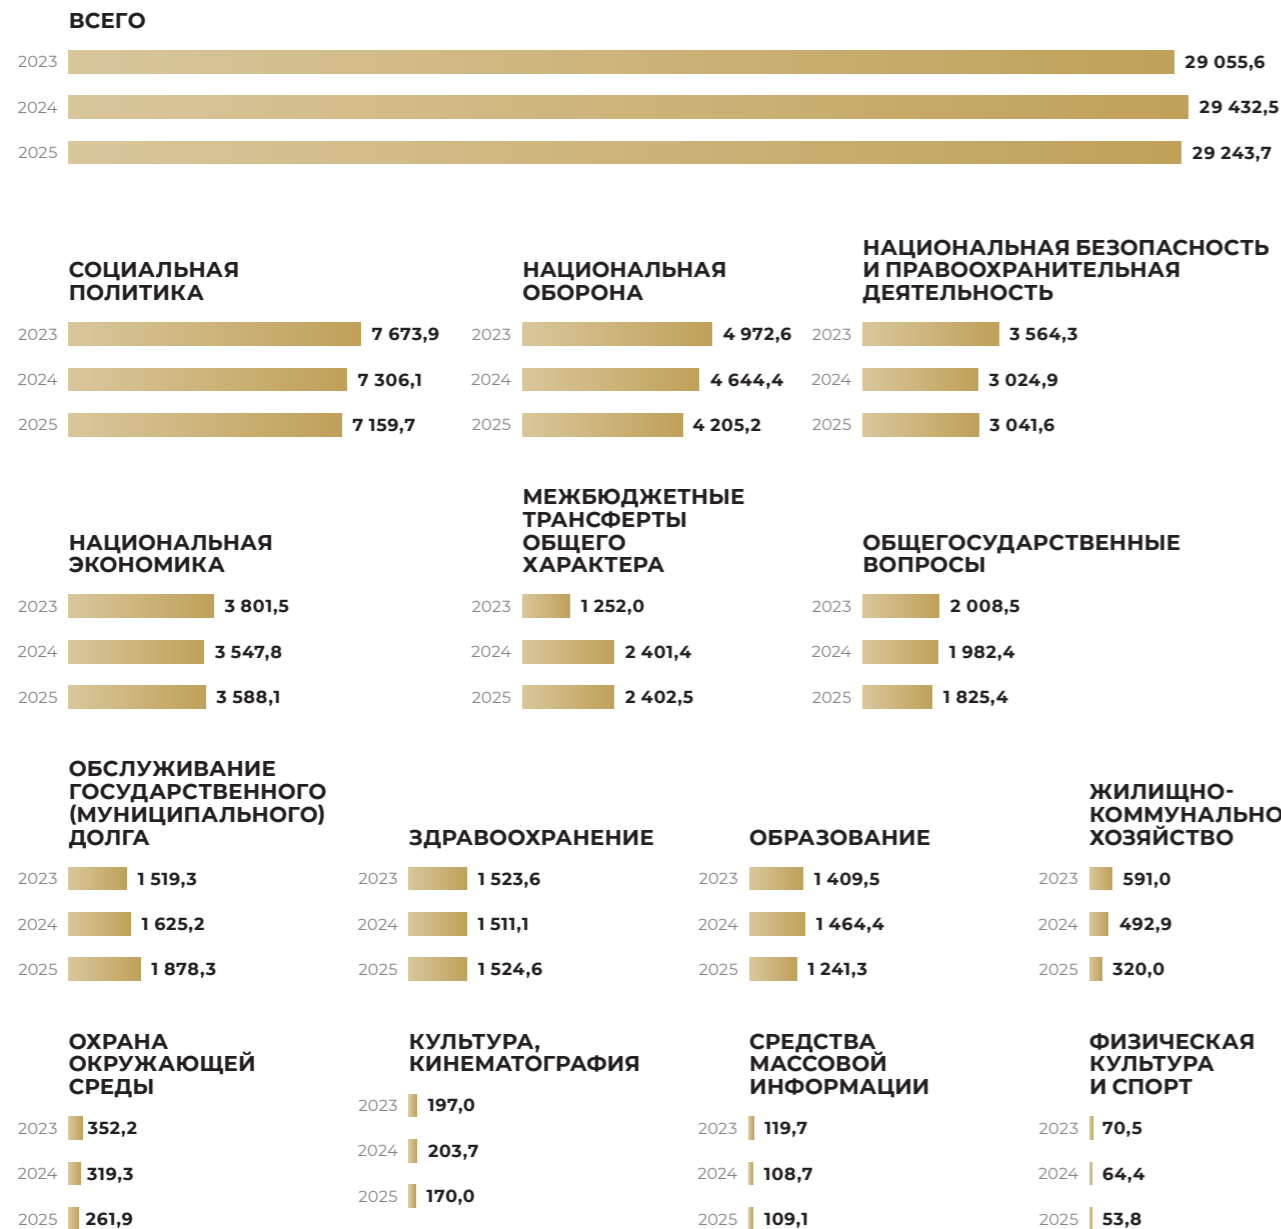 ВСЕГО
2023 29 055,6
2024 29 432,5
2025 29 243,7
СОЦИАЛЬНАЯ
ПОЛИТИКА
2023 7 673,9
2024 7 306,1
2025 7 159,7
НАЦИОНАЛЬНАЯ
ОБОРОНА
2023 4 972,6
2024 4 644,4
2025 4 205,2
НАЦИОНАЛЬНАЯ БЕЗОПАСНОСТЬ
И ПРАВООХРАНИТЕЛЬНАЯ
ДЕЯТЕЛЬНОСТЬ
2023 3 564,3
2024 3 024,9
2025 3 041,6
НАЦИОНАЛЬНАЯ
ЭКОНОМИКА
2023 3 801,5
2024 3 547,8
2025 3 588,1
МЕЖБЮДЖЕТНЫЕ
ТРАНСФЕРТЫ
ОБЩЕГО
ХАРАКТЕРА
2023 1 252,0
2024 2 401,4
2025 2 402,5
ОБЩЕГОСУДАРСТВЕННЫЕ
ВОПРОСЫ
2023 2 008,5
2024 1 982,4
2025 1 825,4
ОБСЛУЖИВАНИЕ
ГОСУДАРСТВЕННОГО
(МУНИЦИПАЛЬНОГО)
ДОЛГА
2023 1 519,3
2024 1 625,2
2025 1 878,3
ЗДРАВООХРАНЕНИЕ
2023 1 523,6
2024 1 511,1
2025 1 524,6
ОБРАЗОВАНИЕ
2023 1 409,5
2024 1 464,4
2025 1 241,3
ЖИЛИЩНО-
КОММУНАЛЬНО
ХОЗЯЙСТВО
2023 591,0
2024 492,9
2025 320,0
ОХРАНА
ОКРУЖАЮЩЕЙ
СРЕДЫ
2023 352,2
2024 319,3
2025 261,9
КУЛЬТУРА,
КИНЕМАТОГРАФИЯ
2023 197,0
2024 203,7
2025 170,0
СРЕДСТВА
МАССОВОЙ
ИНФОРМАЦИИ
2023 119,7
2024 108,7
2025 109,1
ФИЗИЧЕСКАЯ
КУЛЬТУРА
И СПОРТ
2023 70,5
2024 64,4
2025 53,8